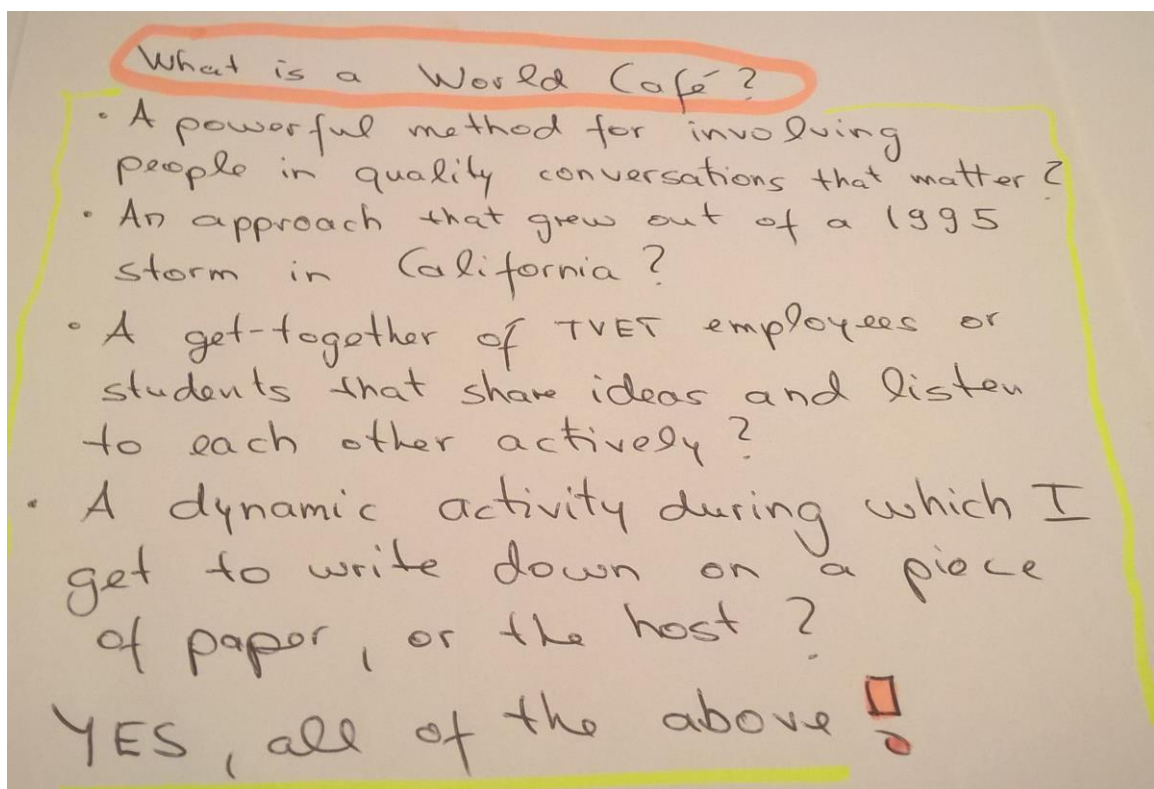 What is a World Café?
• A powerful method for involving
people in quality conversations that matter?
• An approach that grew out of a 1995
storm in California?
• A get-together of TVET employees or
students that share ideas and listen
to each other actively?
• A dynamic activity during which I
get to write down on a piece
of paper, or the host?
YES, all of the above!